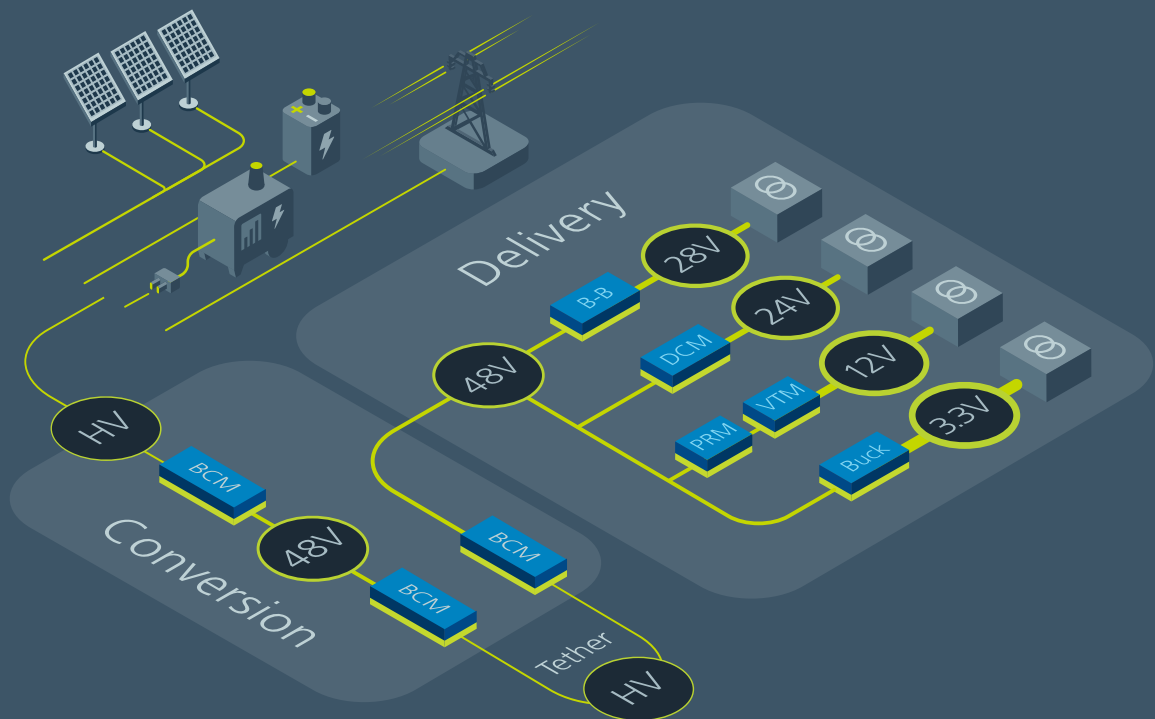 Delivery
28V
B-B
24V
DCM
48V
12V
VTM
PRM
3.3V
Buck
HV
BCM
48V
Conversion
BCM
BCM
Tether
HV